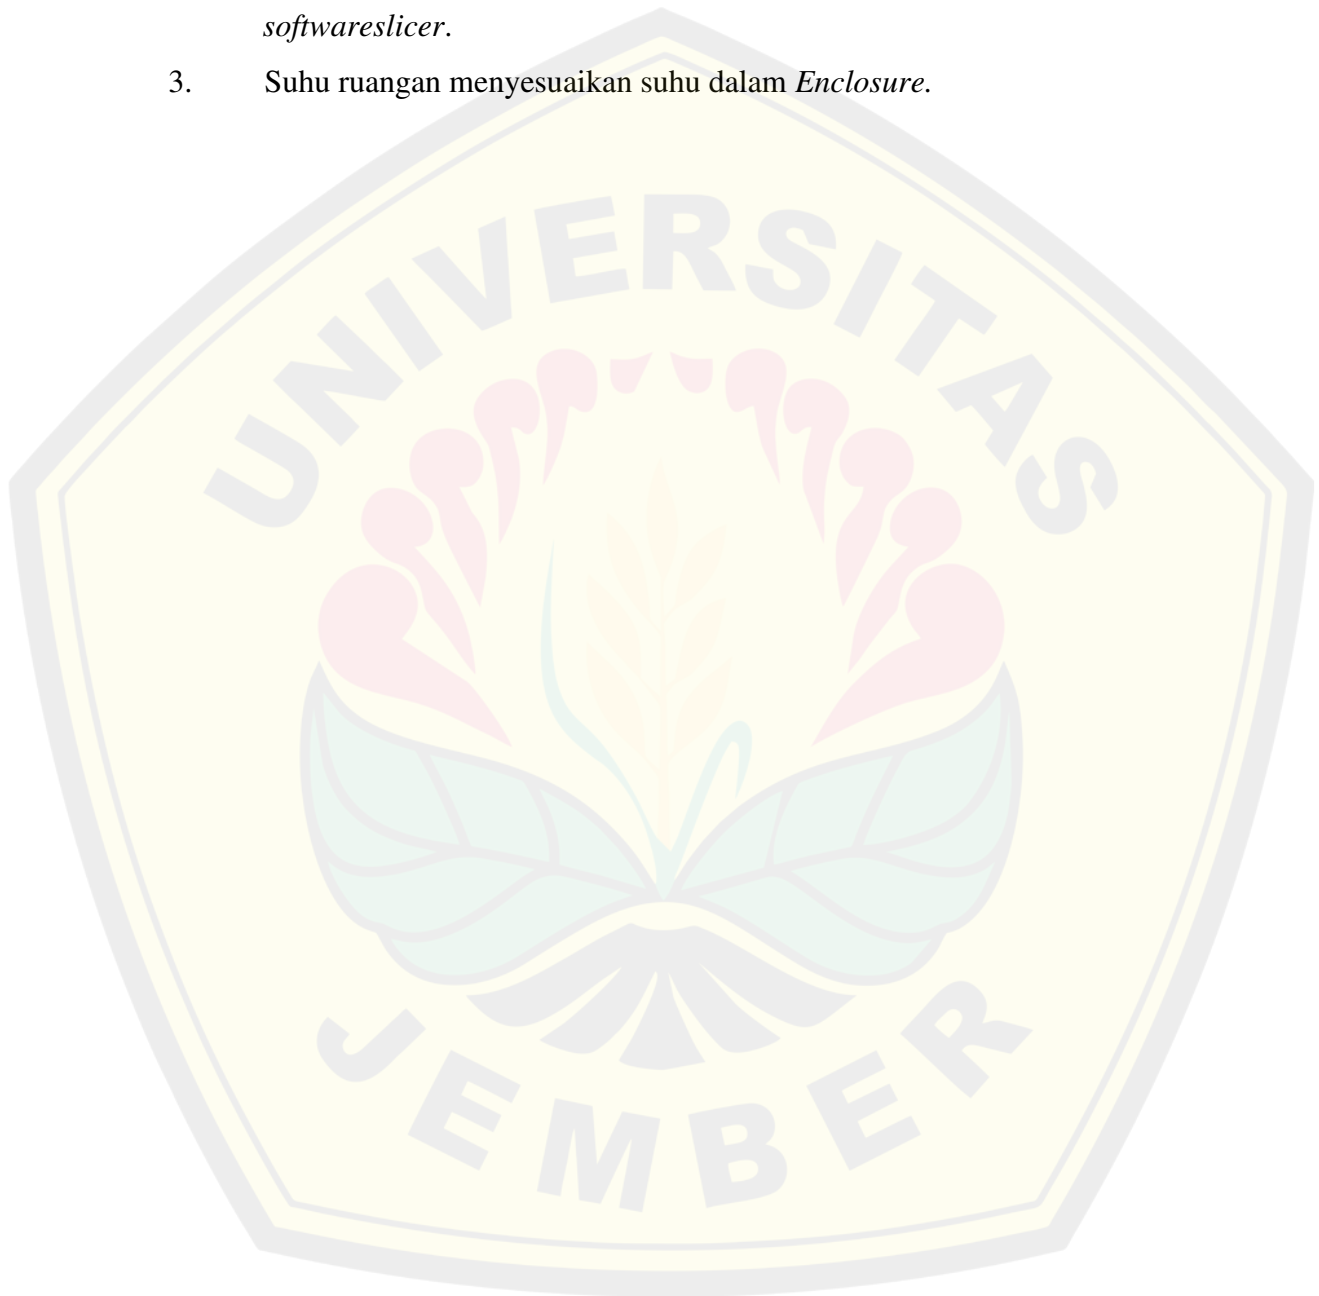 softwareslicer.
3. Suhu ruangan menyesuaikan suhu dalam Enclosure.
UNIVERSITAS
JEMBER